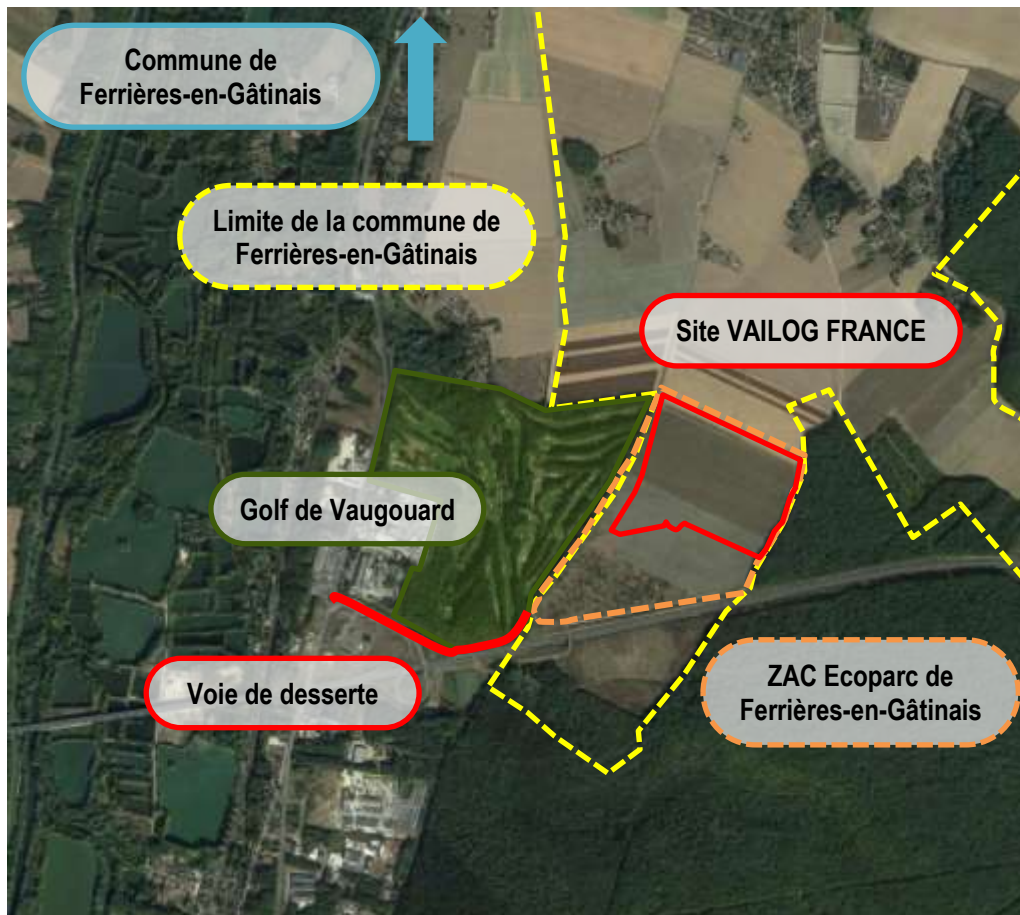 Commune de
Ferrières-en-Gâtinais
Limite de la commune de
Ferrières-en-Gâtinais
Site VAILOG FRANCE
Golf de Vaugouard
Voie de desserte
ZAC Ecoparc de
Ferrières-en-Gâtinais